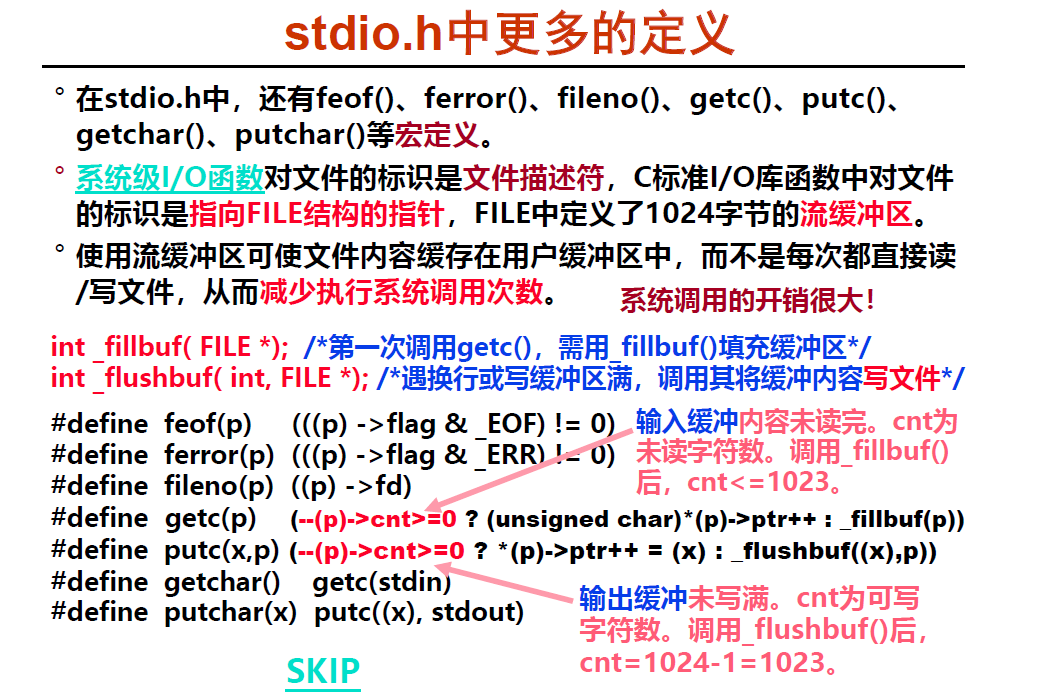 stdio.h中更多的定义
° 在stdio.h中，还有feof()、ferror()、fileno()、getc()、putc()、
getchar()、putchar()等宏定义。
° 系统级I/O函数对文件的标识是文件描述符，C标准I/O库函数中对文件
的标识是指向FILE结构的指针，FILE中定义了1024字节的流缓冲区。
° 使用流缓冲区可使文件内容缓存在用户缓冲区中，而不是每次都直接读
/写文件，从而减少执行系统调用次数。
系统调用的开销很大！
int _fillbuf( FILE *); /*第一次调用getc()，需用_fillbuf()填充缓冲区*/
int _flushbuf( int, FILE *); /*遇换行或写缓冲区满，调用其将缓冲内容写文件*/
#define feof(p) (((p) ->flag & _EOF) != 0)
#define ferror(p) (((p) ->flag & _ERR) != 0)
#define fileno(p) ((p) ->fd)
输入缓冲内容未读完。cnt为
未读字符数。调用_fillbuf()
后，cnt<=1023。
#define getc(p) (--(p)->cnt>=0 ? (unsigned char)*(p)->ptr++ : _fillbuf(p))
#define putc(x,p) (--(p)->cnt>=0 ? *(p)->ptr++ = (x) : _flushbuf((x),p))
#define getchar() getc(stdin)
#define putchar(x) putc((x), stdout)
输出缓冲未写满。cnt为可写
字符数。调用_flushbuf()后，
cnt=1024-1=1023。
SKIP